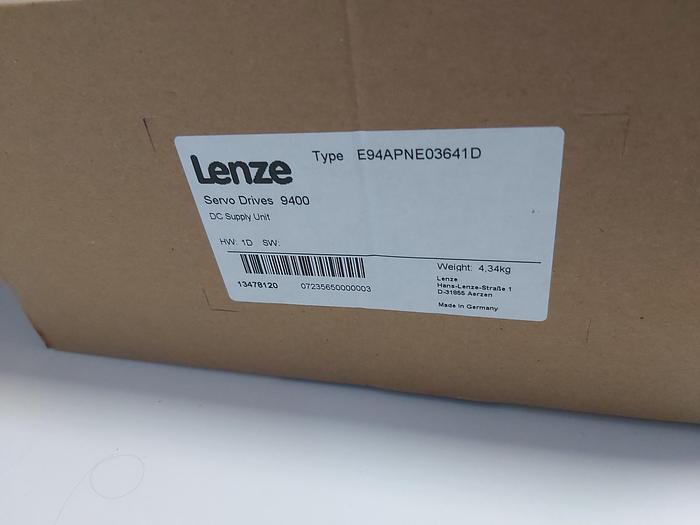 Lenze
Type E94APNE03641D
Servo Drives 9400
DC Supply Unit
HW: 1D SW:
Weight: 4,34kg
13478120 07235650000003
Lenze
Hans-Lenze-Straße 1
D-31855 Aerzen
Made in Germany